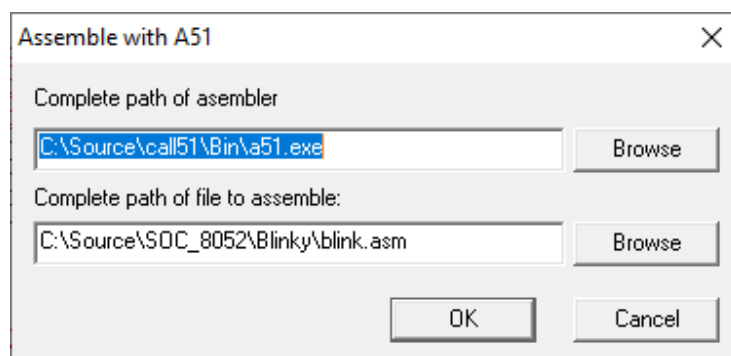 Assemble with A51
Complete path of asembler
C:\Source\call51\Bin\a51.exe
Browse
Complete path of file to assemble:
C:\Source\SOC_8052\Blinky\blink.asm
Browse
OK
Cancel